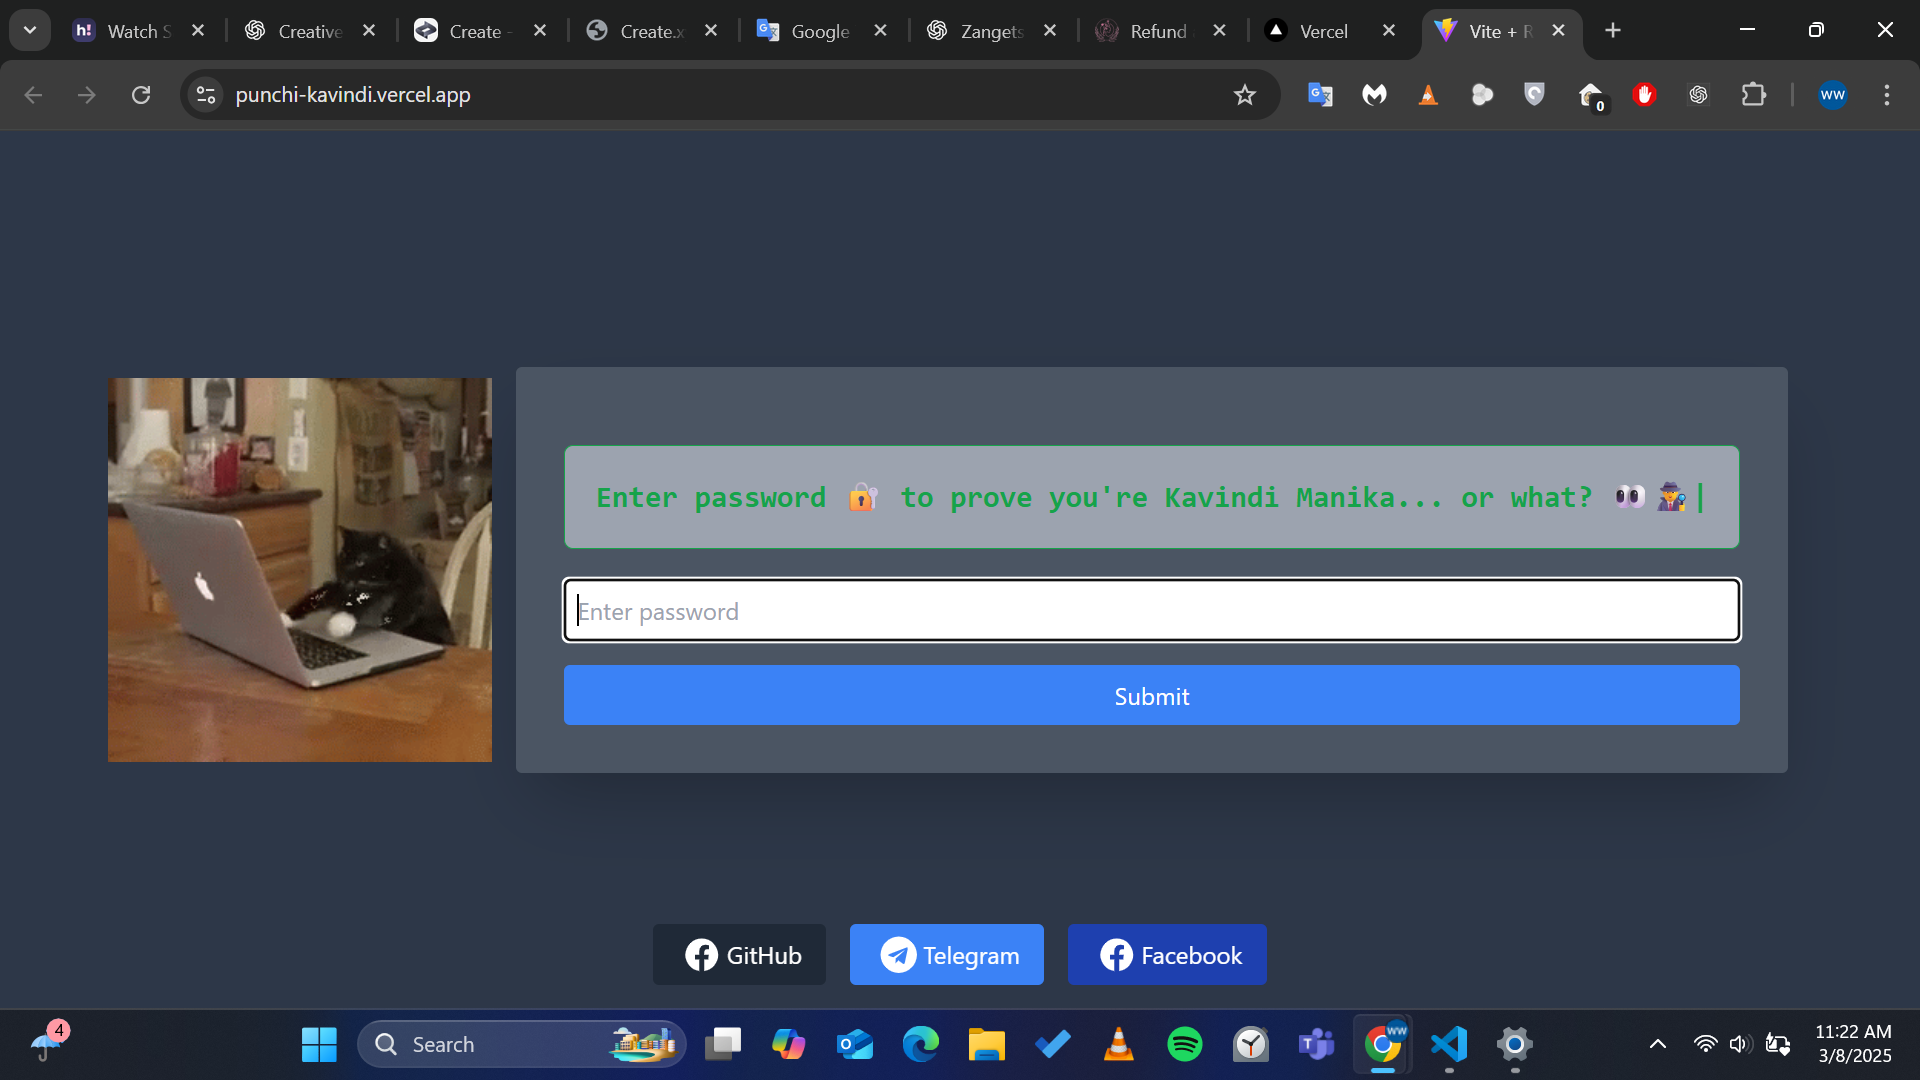 Watch S
Creative
Create -
Create.x
Google
Zangets
Refund
Vercel
Vite + R
punchi-kavindi.vercel.app
0
WW
Enter password 🔐 to prove you're Kavindi Manika... or what? 👀 🕵️|
Enter password
Submit
GitHub
Telegram
Facebook
4
Search
WW
11:22 AM
3/8/2025